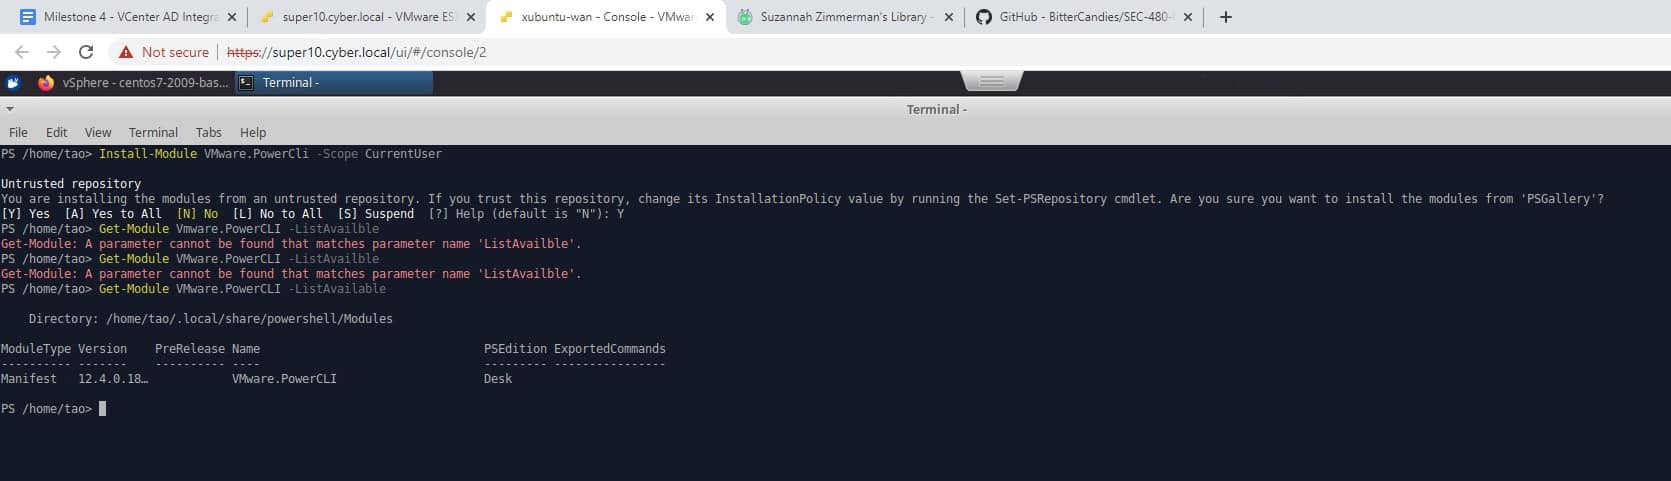 Milestone 4 - VCenter AD Integra
super10.cyber.local - VMware ES
xubuntu-wan - Console - VMwar
Suzannah Zimmerman's Library -
GitHub - BitterCandies/SEC-480-
Not secure https://super10.cyber.local/ui/#/console/2
vSphere - centos7-2009-bas... Terminal -
Terminal -
File Edit View Terminal Tabs Help
PS /home/tao> Install-Module VMware.PowerCli -Scope CurrentUser
Untrusted repository
You are installing the modules from an untrusted repository. If you trust this repository, change its InstallationPolicy value by running the Set-PSRepository cmdlet. Are you sure you want to install the modules from 'PSGallery'?
[Y] Yes [A] Yes to All [N] No [L] No to All [S] Suspend [?] Help (default is "N"): Y
PS /home/tao> Get-Module Vmware.PowerCLI -ListAvailble
Get-Module: A parameter cannot be found that matches parameter name 'ListAvailble'.
PS /home/tao> Get-Module VMware.PowerCLI -ListAvailble
Get-Module: A parameter cannot be found that matches parameter name 'ListAvailble'.
PS /home/tao> Get-Module VMware.PowerCLI -ListAvailable
Directory: /home/tao/.local/share/powershell/Modules
ModuleType Version PreRelease Name PSEdition ExportedCommands
---------- ------- ---------- ---- --------- ----------------
Manifest 12.4.0.18… VMware.PowerCLI Desk
PS /home/tao>